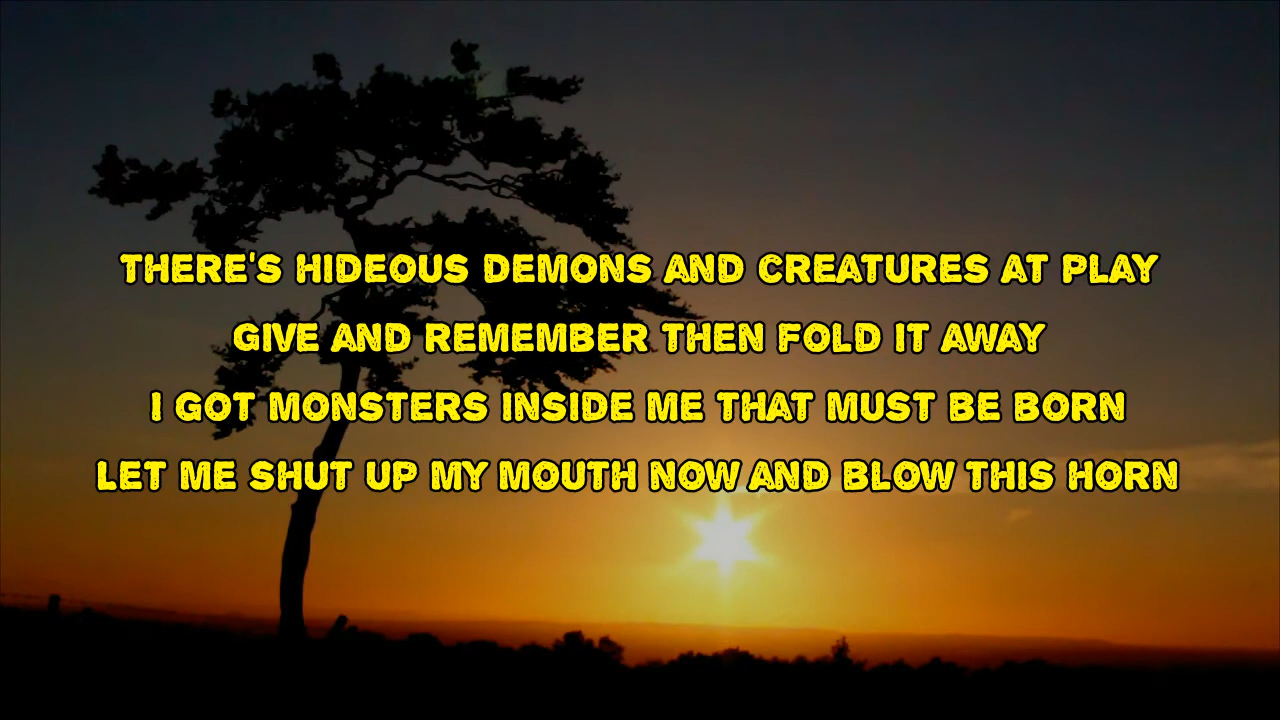 THERE'S HIDEOUS DEMONS AND CREATURES AT PLAY
GIVE AND REMEMBER THEN FOLD IT AWAY
I GOT MONSTERS INSIDE ME THAT MUST BE BORN
LET ME SHUT UP MY MOUTH NOW AND BLOW THIS HORN